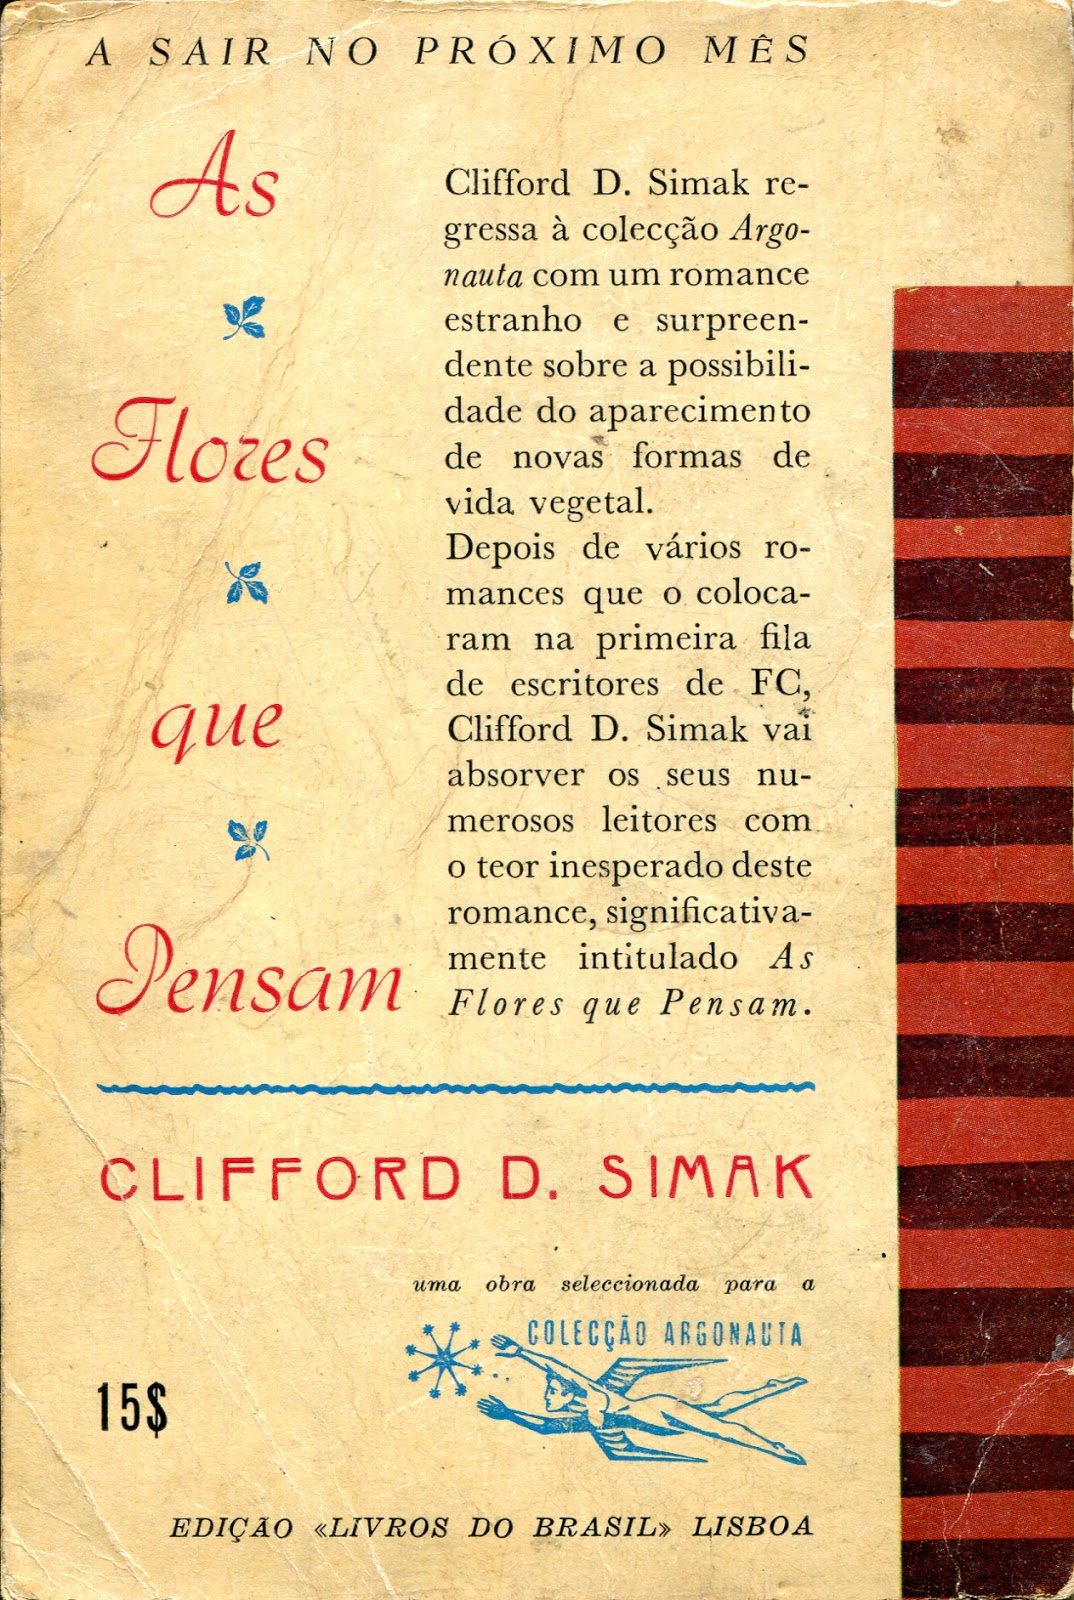 A SAIR NO PRÓXIMO MÊS
As
Flores
que
Pensam
Clifford D. Simak re-
gressa à colecção Argo-
nauta com um romance
estranho e surpreen-
dente sobre a possibili-
dade do aparecimento
de novas formas de
vida vegetal.
Depois de vários ro-
mances que o coloca-
ram na primeira fila
de escritores de FC,
Clifford D. Simak vai
absorver os seus nu-
merosos leitores com
o teor inesperado deste
romance, significativa-
mente intitulado As
Flores que Pensam.
CLIFFORD D. SIMAK
uma obra seleccionada para a
COLECÇÃO ARGONAUTA
15$
EDIÇÃO «LIVROS DO BRASIL» LISBOA